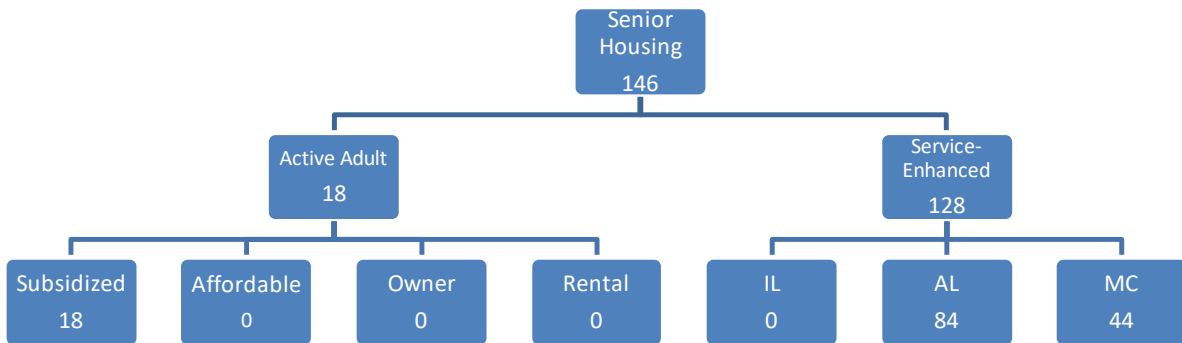 Senior
Housing
146
Active Adult
18
Service-
Enhanced
128
Subsidized
18
Affordable
0
Owner
0
Rental
0
IL
0
AL
84
MC
44